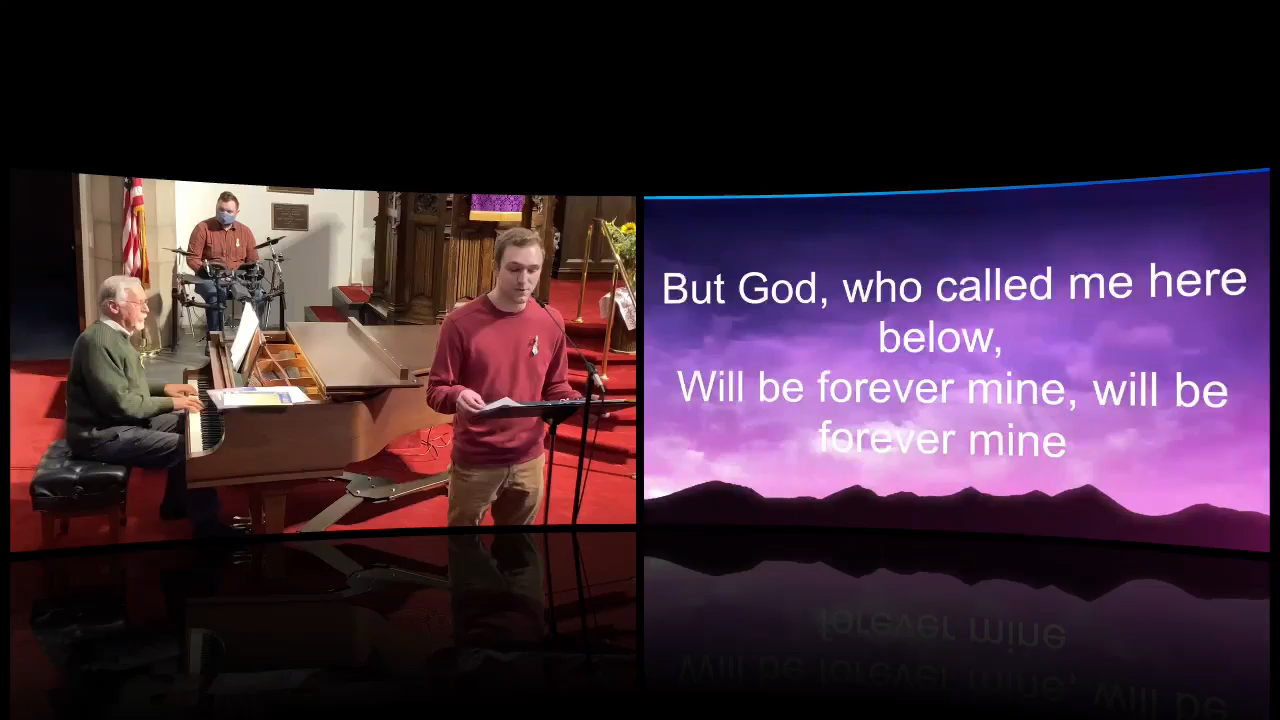 But God, who called me here
below,
Will be forever mine, will be
forever mine